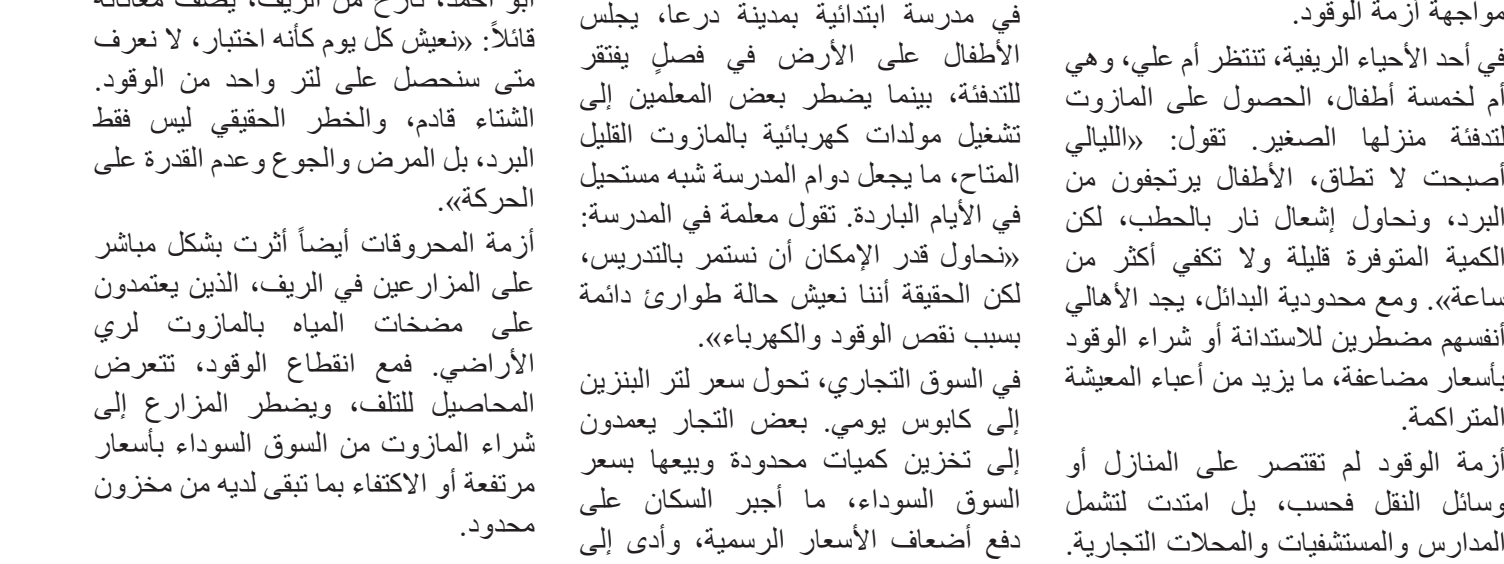 مواجهة أزمة الوقود.
في أحد الأحياء الريفية، تنتظر أم علي، وهي
أم لخمسة أطفال، الحصول على المازوت
لتدفئة منزلها الصغير. تقول: «الليالي
أصبحت لا تطاق، الأطفال يرتجفون من
البرد، ونحاول إشعال نار بالحطب، لكن
الكمية المتوفرة قليلة ولا تكفي أكثر من
ساعة». ومع محدودية البدائل، يجد الأهالي
أنفسهم مضطرين للاستدانة أو شراء الوقود
بأسعار مضاعفة، ما يزيد من أعباء المعيشة
المتراكمة.
أزمة الوقود لم تقتصر على المنازل أو
وسائل النقل فحسب، بل امتدت لتشمل
المدارس والمستشفيات والمحلات التجارية.
في مدرسة ابتدائية بمدينة درعا، يجلس
الأطفال على الأرض في فصلٍ يفتقر
للتدفئة، بينما يضطر بعض المعلمين إلى
تشغيل مولدات كهربائية بالمازوت القليل
المتاح، ما يجعل دوام المدرسة شبه مستحيل
في الأيام الباردة. تقول معلمة في المدرسة:
«نحاول قدر الإمكان أن نستمر بالتدريس،
لكن الحقيقة أننا نعيش حالة طوارئ دائمة
بسبب نقص الوقود والكهرباء».
في السوق التجاري، تحول سعر لتر البنزين
إلى كابوس يومي. بعض التجار يعمدون
إلى تخزين كميات محدودة وبيعها بسعر
السوق السوداء، ما أجبر السكان على
دفع أضعاف الأسعار الرسمية، وأدى إلى
أبو أحمد، نازح من الريف، يصف معاناته
قائلاً: «نعيش كل يوم كأنه اختبار، لا نعرف
متى سنحصل على لتر واحد من الوقود.
الشتاء قادم، والخطر الحقيقي ليس فقط
البرد، بل المرض والجوع وعدم القدرة على
الحركة».
أزمة المحروقات أيضاً أثرت بشكل مباشر
على المزارعين في الريف، الذين يعتمدون
على مضخات المياه بالمازوت لري
الأراضي. فمع انقطاع الوقود، تتعرض
المحاصيل للتلف، ويضطر المزارع إلى
شراء المازوت من السوق السوداء بأسعار
مرتفعة أو الاكتفاء بما تبقى لديه من مخزون
محدود.